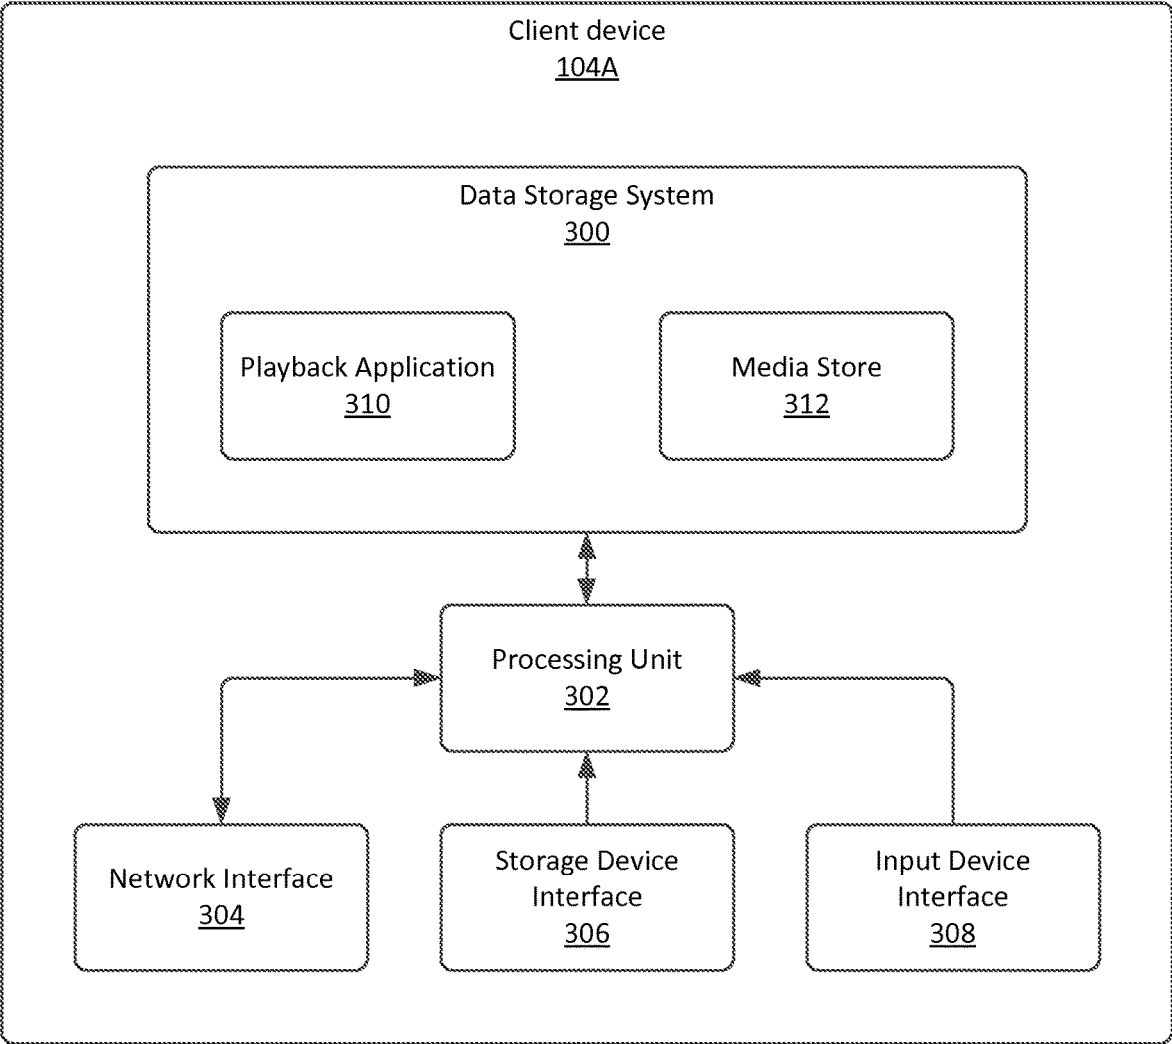 Client device
104A
Data Storage System
300
Playback Application
310
Media Store
312
Processing Unit
302
Network Interface
304
Storage Device
Interface
306
Input Device
Interface
308